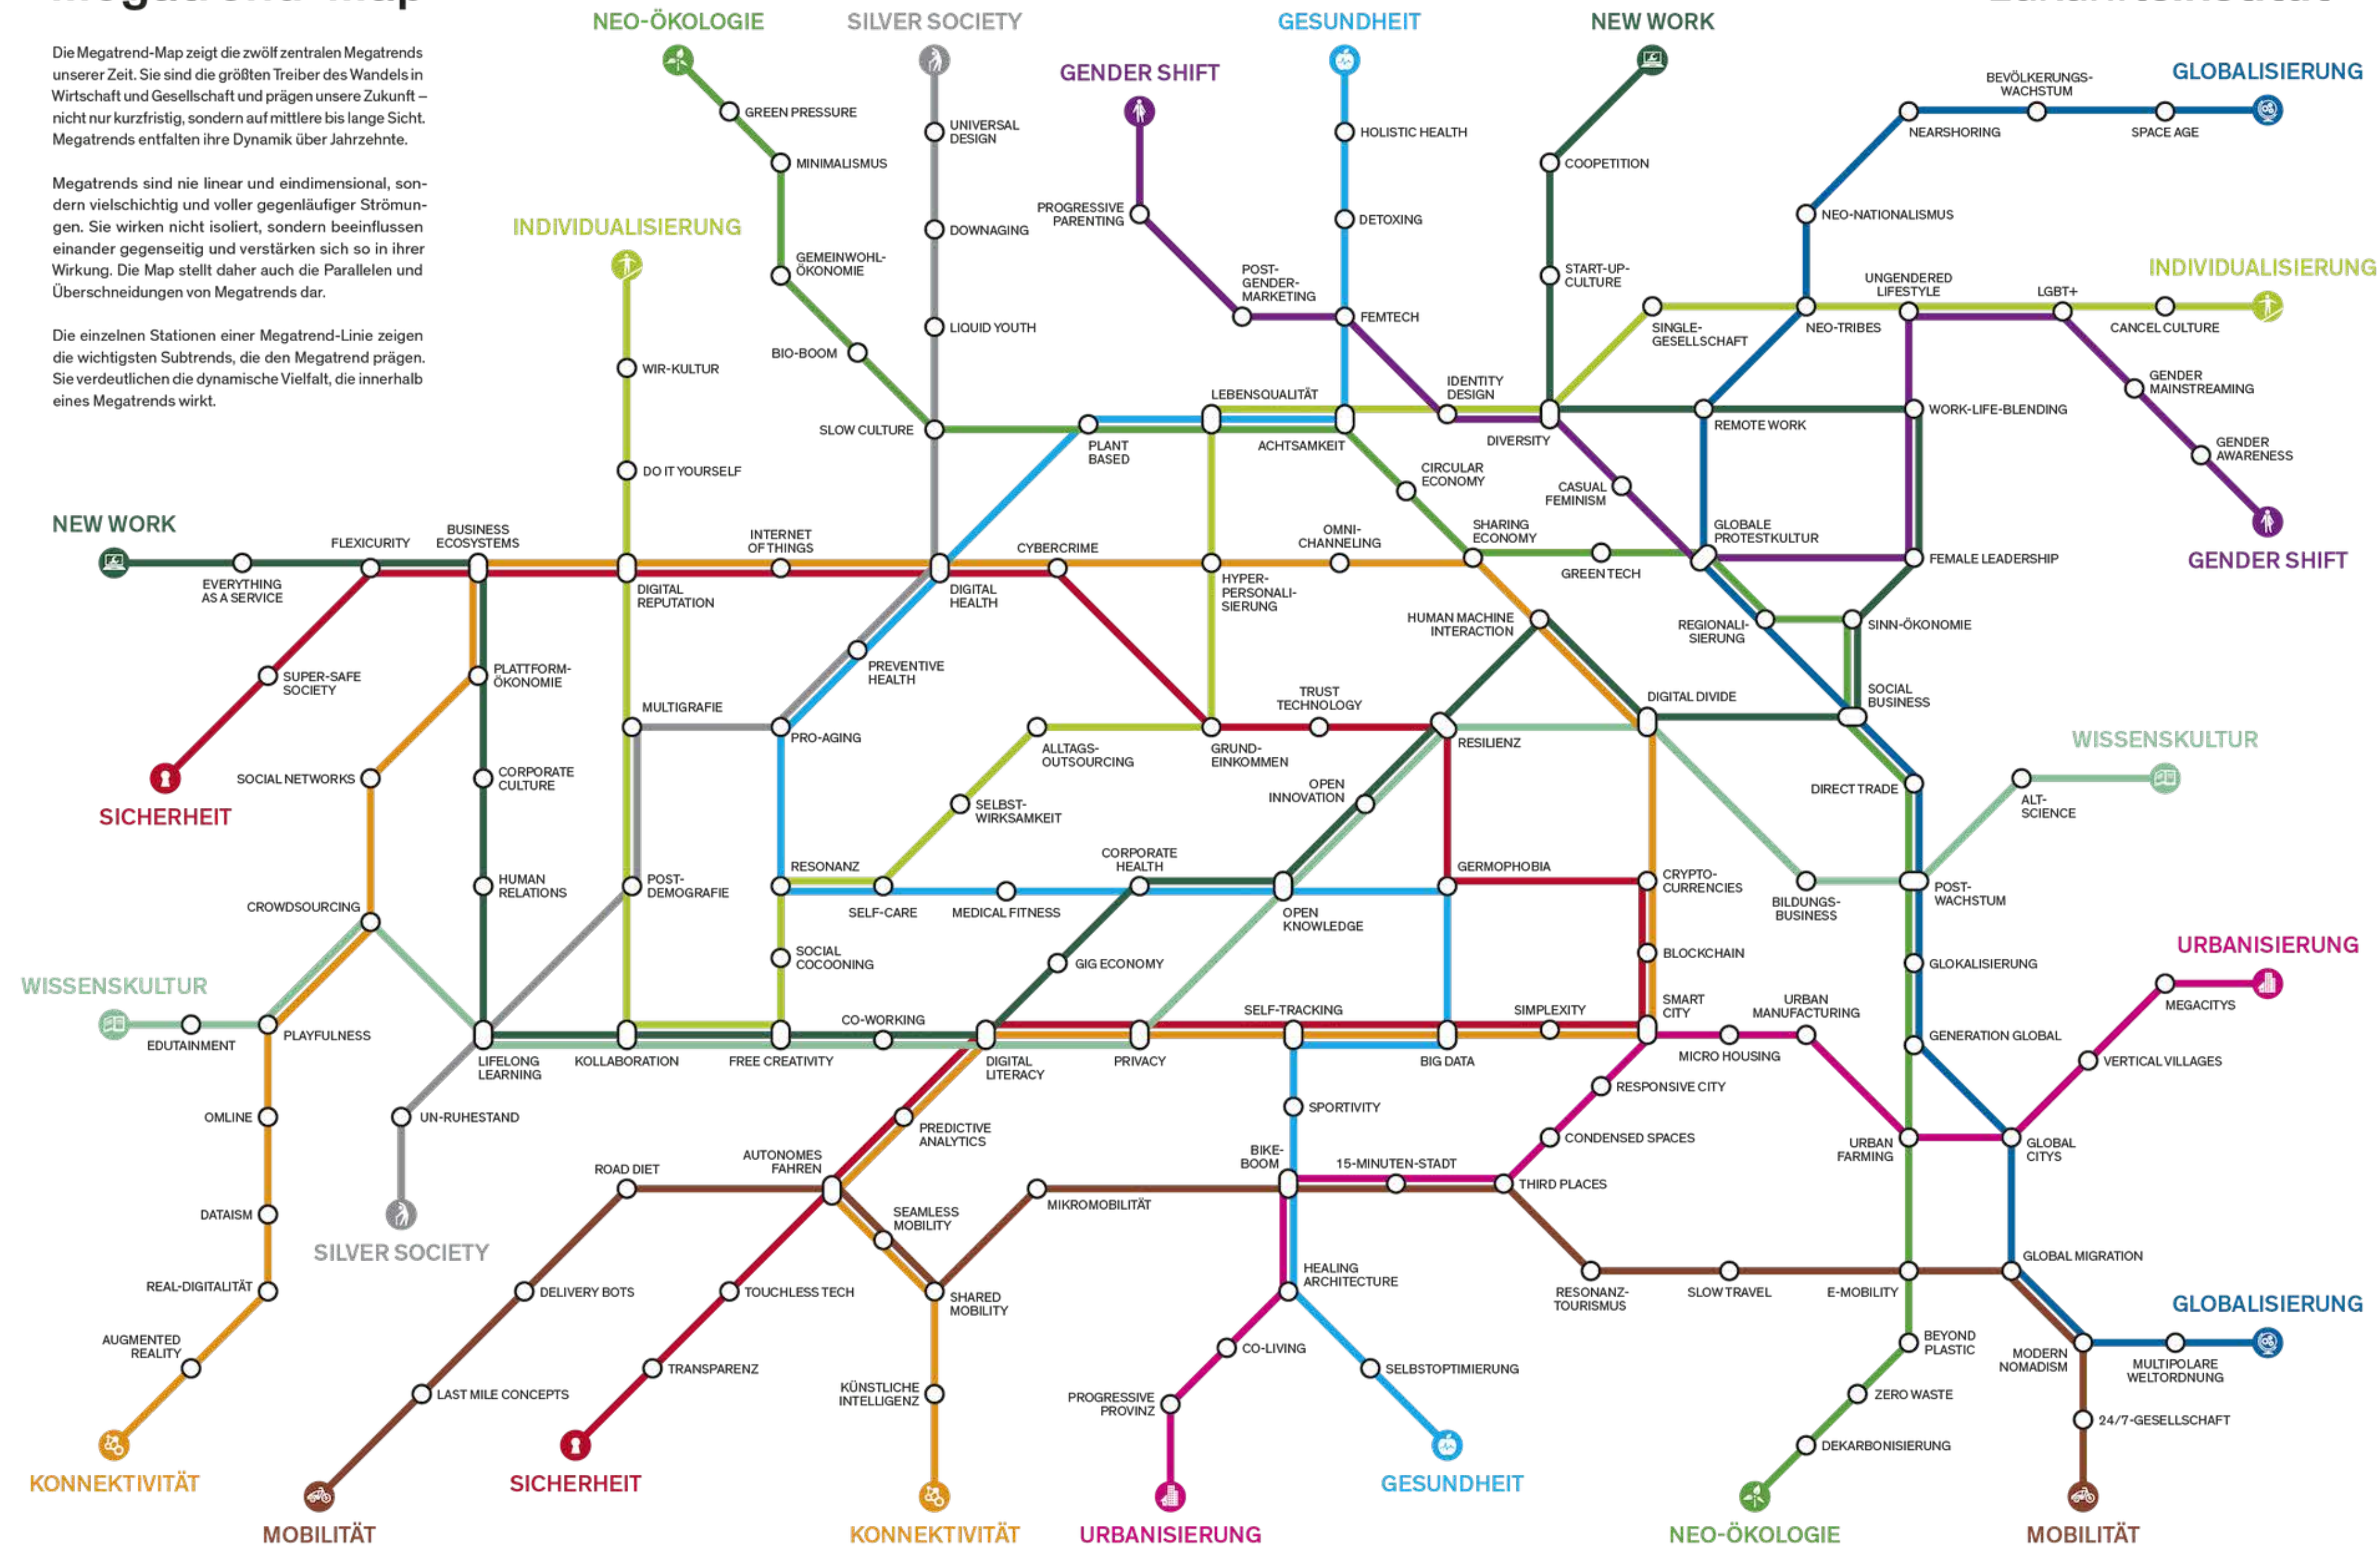 Megatrend-Map
Die Megatrend-Map zeigt die zwölf zentralen Megatrends
unserer Zeit. Sie sind die größten Treiber des Wandels in
Wirtschaft und Gesellschaft und prägen unsere Zukunft –
nicht nur kurzfristig, sondern auf mittlere bis lange Sicht.
Megatrends entfalten ihre Dynamik über Jahrzehnte.
Megatrends sind nie linear und eindimensional, son-
dern vielschichtig und voller gegenläufiger Strömun-
gen. Sie wirken nicht isoliert, sondern beeinflussen
einander gegenseitig und verstärken sich so in ihrer
Wirkung. Die Map stellt daher auch die Parallelen und
Überschneidungen von Megatrends dar.
Die einzelnen Stationen einer Megatrend-Linie zeigen
die wichtigsten Subtrends, die den Megatrend prägen.
Sie verdeutlichen die dynamische Vielfalt, die innerhalb
eines Megatrends wirkt.
NEO-ÖKOLOGIE
SILVER SOCIETY
GESUNDHEIT
NEW WORK
GENDER SHIFT
GLOBALISIERUNG
BEVÖLKERUNGS-
WACHSTUM
GREEN PRESSURE
UNIVERSAL
DESIGN
HOLISTIC HEALTH
NEARSHORING
SPACE AGE
MINIMALISMUS
COOPETITION
PROGRESSIVE
PARENTING
DOWNAGING
DETOXING
NEO-NATIONALISMUS
INDIVIDUALISIERUNG
GEMEINWOHL-
ÖKONOMIE
POST-
GENDER-
MARKETING
START-UP-
CULTURE
UNGENDERED
LIFESTYLE
LGBT+
INDIVIDUALISIERUNG
LIQUID YOUTH
FEMTECH
SINGLE-
GESELLSCHAFT
NEO-TRIBES
CANCEL CULTURE
BIO-BOOM
WIR-KULTUR
LEBENSQUALITÄT
IDENTITY
DESIGN
GENDER
MAINSTREAMING
SLOW CULTURE
PLANT
BASED
ACHTSAMKEIT
DIVERSITY
REMOTE WORK
WORK-LIFE-BLENDING
DO IT YOURSELF
CIRCULAR
ECONOMY
CASUAL
FEMINISM
GENDER
AWARENESS
NEW WORK
FLEXICURITY
BUSINESS
ECOSYSTEMS
INTERNET
OF THINGS
CYBERCRIME
OMNI-
CHANNELING
SHARING
ECONOMY
GLOBALE
PROTESTKULTUR
FEMALE LEADERSHIP
GENDER SHIFT
EVERYTHING
AS A SERVICE
DIGITAL
REPUTATION
DIGITAL
HEALTH
HYPER-
PERSONALI-
SIERUNG
GREEN TECH
HUMAN MACHINE
INTERACTION
REGIONALI-
SIERUNG
SINN-ÖKONOMIE
SUPER-SAFE
SOCIETY
PLATTFORM-
ÖKONOMIE
PREVENTIVE
HEALTH
MULTIGRAFIE
TRUST
TECHNOLOGY
DIGITAL DIVIDE
SOCIAL
BUSINESS
PRO-AGING
ALLTAGS-
OUTSOURCING
GRUND-
EINKOMMEN
RESILIENZ
WISSENSKULTUR
SOCIAL NETWORKS
CORPORATE
CULTURE
SICHERHEIT
SELBST-
WIRKSAMKEIT
OPEN
INNOVATION
DIRECT TRADE
ALT-
SCIENCE
RESONANZ
CORPORATE
HEALTH
GERMOPHOBIA
CRYPTO-
CURRENCIES
HUMAN
RELATIONS
POST-
DEMOGRAFIE
CROWDSOURCING
SELF-CARE
MEDICAL FITNESS
OPEN
KNOWLEDGE
BILDUNGS-
BUSINESS
POST-
WACHSTUM
SOCIAL
COCOONING
GIG ECONOMY
BLOCKCHAIN
GLOKALISIERUNG
URBANISIERUNG
WISSENSKULTUR
EDUTAINMENT
PLAYFULNESS
CO-WORKING
SELF-TRACKING
SIMPLEXITY
SMART
CITY
URBAN
MANUFACTURING
MEGACITYS
LIFELONG
LEARNING
KOLLABORATION
FREE CREATIVITY
DIGITAL
LITERACY
PRIVACY
BIG DATA
MICRO HOUSING
GENERATION GLOBAL
VERTICAL VILLAGES
RESPONSIVE CITY
OMLINE
UN-RUHESTAND
PREDICTIVE
ANALYTICS
SPORTIVITY
CONDENSED SPACES
URBAN
FARMING
GLOBAL
CITYS
ROAD DIET
AUTONOMES
FAHREN
BIKE-
BOOM
15-MINUTEN-STADT
THIRD PLACES
MIKROMOBILITÄT
DATAISM
SEAMLESS
MOBILITY
SILVER SOCIETY
REAL-DIGITALITÄT
DELIVERY BOTS
TOUCHLESS TECH
SHARED
MOBILITY
HEALING
ARCHITECTURE
RESONANZ-
TOURISMUS
SLOW TRAVEL
E-MOBILITY
GLOBAL MIGRATION
GLOBALISIERUNG
AUGMENTED
REALITY
CO-LIVING
BEYOND
PLASTIC
MODERN
NOMADISM
MULTIPOLARE
WELTORDNUNG
LAST MILE CONCEPTS
TRANSPARENZ
KÜNSTLICHE
INTELLIGENZ
PROGRESSIVE
PROVINZ
SELBSTOPTIMIERUNG
ZERO WASTE
24/7-GESELLSCHAFT
DEKARBONISIERUNG
KONNEKTIVITÄT
SICHERHEIT
GESUNDHEIT
MOBILITÄT
KONNEKTIVITÄT
URBANISIERUNG
NEO-ÖKOLOGIE
MOBILITÄT